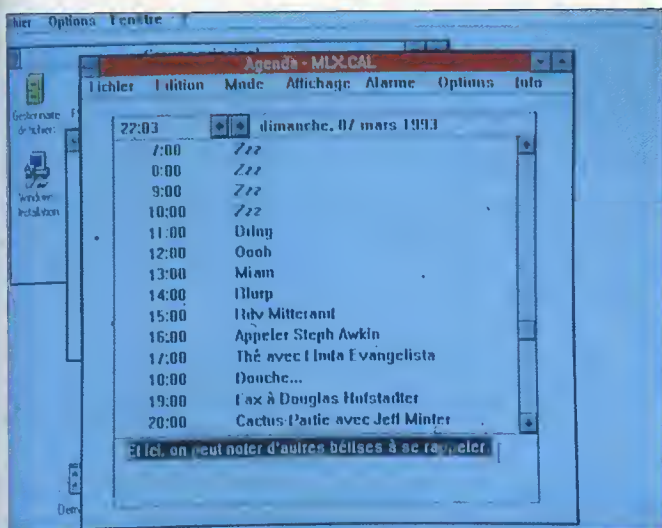 Options Fenêtre
Agenda - MLX.CAL
Fichier Edition Mode Affichage Alarme Options Info
22:03 dimanche, 07 mars 1993
7:00 Zzz
8:00 Zzz
9:00 Zzz
10:00 Zzz
11:00
12:00 Oooh
13:00 Miam
14:00 Blurp
15:00 Rdv Mitterand
16:00 Appeler Steph Awkin
17:00 Thé avec Linda Evangelista
18:00 Douche...
19:00 Fax à Douglas Hofstadter
20:00 Cactus-Partie avec Jeff Minter
Et ici, on peut noter d'autres bétises à se rappeler.
Windows
Installation